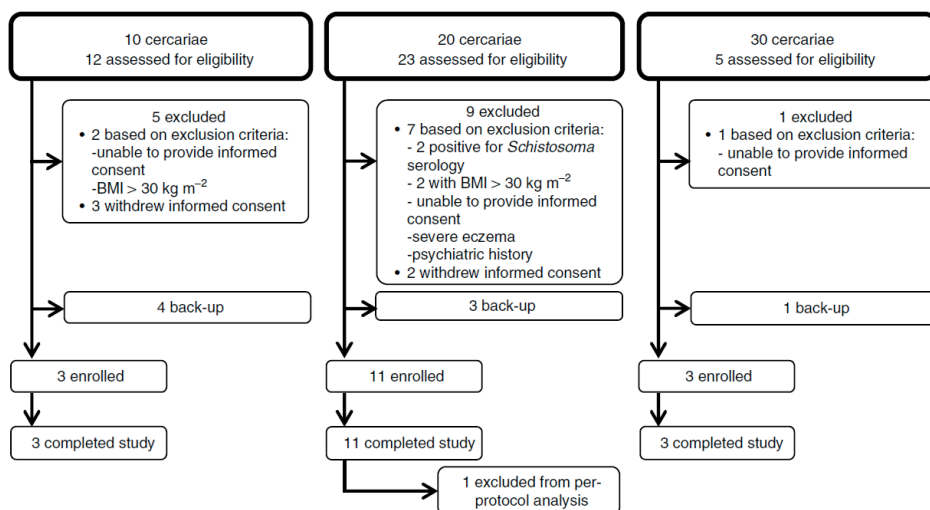 10 cercariae
12 assessed for eligibility
5 excluded
• 2 based on exclusion criteria:
-unable to provide informed
consent
-BMI > 30 kg m⁻²
• 3 withdrew informed consent
4 back-up
3 enrolled
3 completed study
20 cercariae
23 assessed for eligibility
9 excluded
• 7 based on exclusion criteria:
- 2 positive for Schistosoma
serology
- 2 with BMI > 30 kg m⁻²
- unable to provide informed
consent
-severe eczema
-psychiatric history
• 2 withdrew informed consent
3 back-up
11 enrolled
11 completed study
1 excluded from per-
protocol analysis
30 cercariae
5 assessed for eligibility
1 excluded
• 1 based on exclusion criteria:
- unable to provide informed
consent
1 back-up
3 enrolled
3 completed study